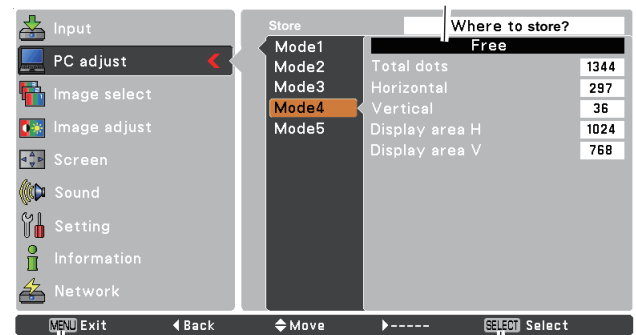 Input
PC adjust
Image select
Image adjust
Screen
Sound
Setting
Information
Network
Store
Mode1
Mode2
Mode3
Mode4
Mode5
Where to store?
Free
Total dots 1344
Horizontal 297
Vertical 36
Display area H 1024
Display area V 768
MENU Exit Back Move ----- SELECT Select